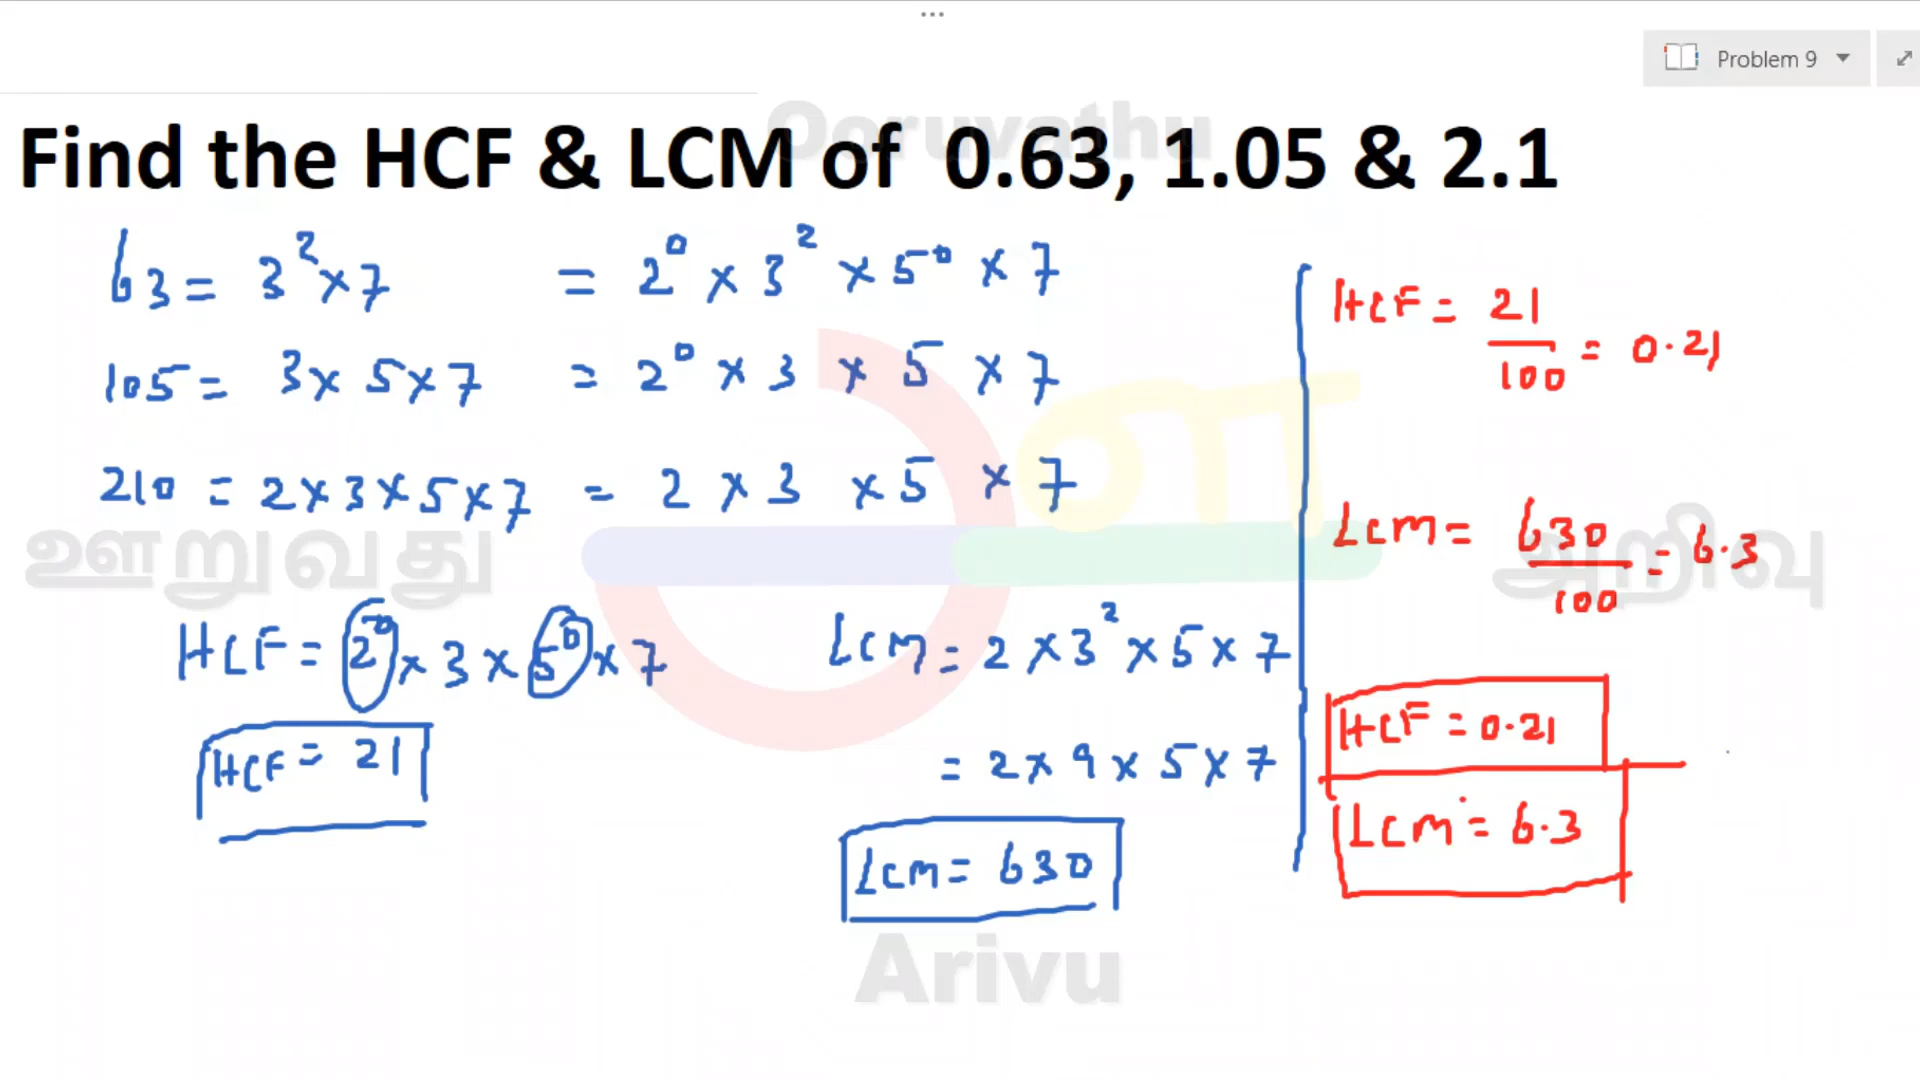 ...
Problem 9
Ooruvathu
Find the HCF & LCM of 0.63, 1.05 & 2.1
63 = 3² × 7 = 2⁰ × 3² × 5⁰ × 7
105 = 3 × 5 × 7 = 2⁰ × 3 × 5 × 7
210 = 2 × 3 × 5 × 7 = 2 × 3 × 5 × 7
ஊறுவது
ண
அறிவு
HCF = 2⁰ × 3 × 5⁰ × 7
HCF = 21
LCM = 2 × 3² × 5 × 7
= 2 × 9 × 5 × 7
LCM = 630
HCF = 21/100 = 0.21
LCM = 630/100 = 6.3
HCF = 0.21
LCM = 6.3
Arivu